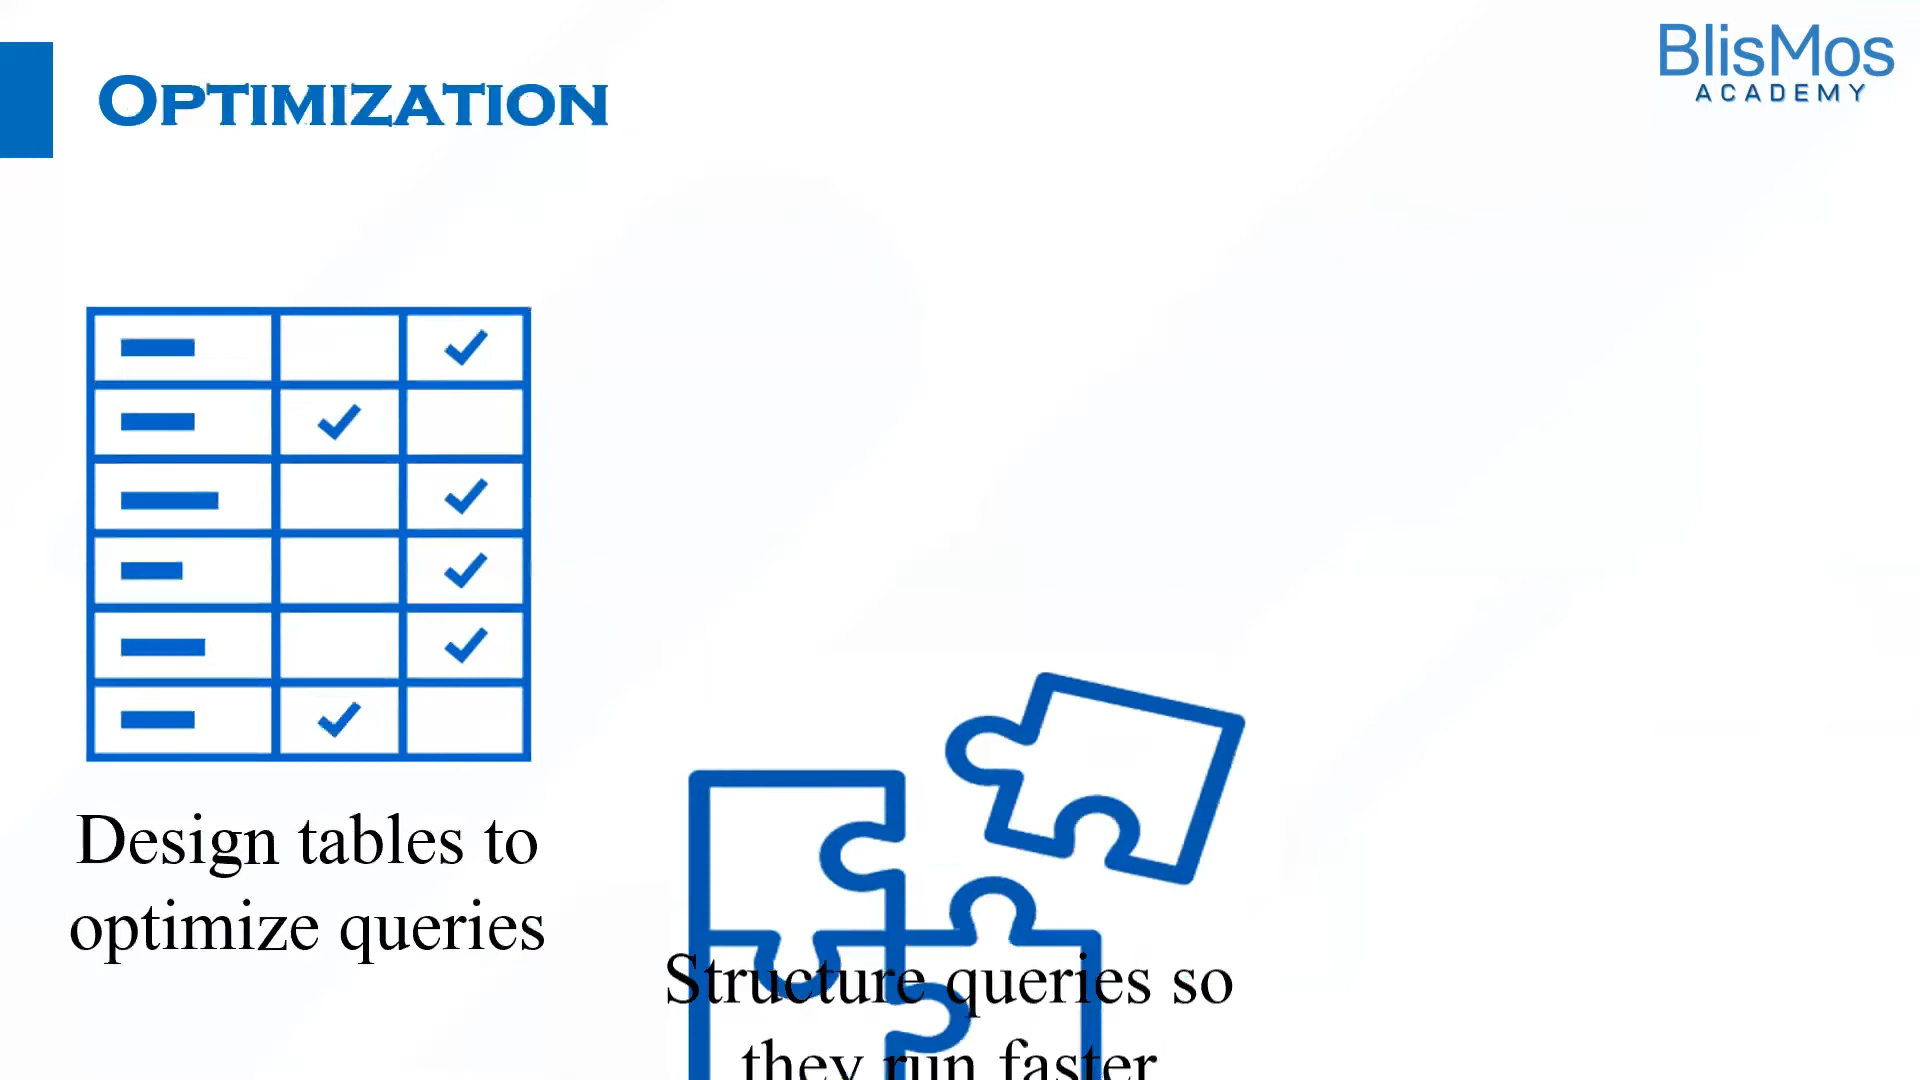 BlisMos
ACADEMY
OPTIMIZATION
Design tables to
optimize queries
Structure queries so
they run faster